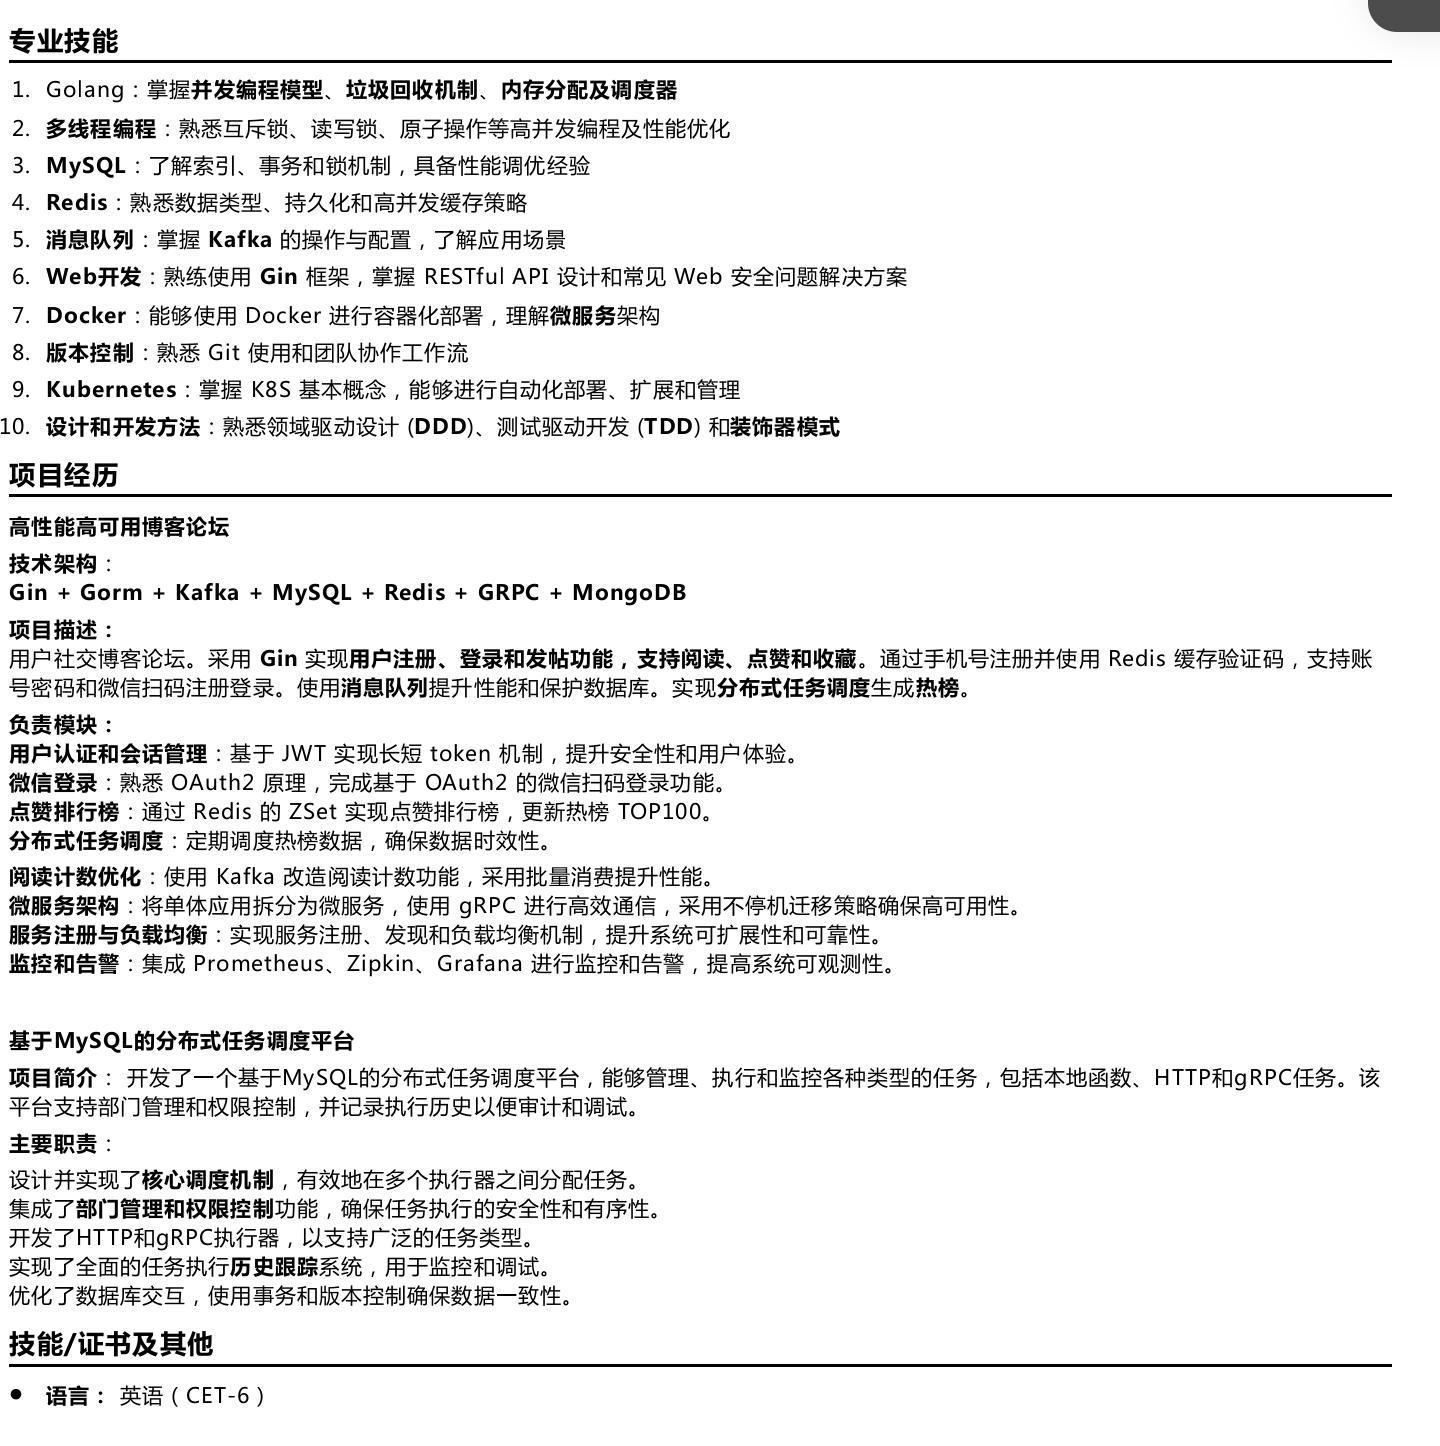 专业技能
1. Golang：掌握并发编程模型、垃圾回收机制、内存分配及调度器
2. 多线程编程：熟悉互斥锁、读写锁、原子操作等高并发编程及性能优化
3. MySQL：了解索引、事务和锁机制，具备性能调优经验
4. Redis：熟悉数据类型、持久化和高并发缓存策略
5. 消息队列：掌握 Kafka 的操作与配置，了解应用场景
6. Web开发：熟练使用 Gin 框架，掌握 RESTful API 设计和常见 Web 安全问题解决方案
7. Docker：能够使用 Docker 进行容器化部署，理解微服务架构
8. 版本控制：熟悉 Git 使用和团队协作工作流
9. Kubernetes：掌握 K8S 基本概念，能够进行自动化部署、扩展和管理
10. 设计和开发方法：熟悉领域驱动设计 (DDD)、测试驱动开发 (TDD) 和装饰器模式
项目经历
高性能高可用博客论坛
技术架构：
Gin + Gorm + Kafka + MySQL + Redis + GRPC + MongoDB
项目描述：
用户社交博客论坛。采用 Gin 实现用户注册、登录和发帖功能，支持阅读、点赞和收藏。通过手机号注册并使用 Redis 缓存验证码，支持账
号密码和微信扫码注册登录。使用消息队列提升性能和保护数据库。实现分布式任务调度生成热榜。
负责模块：
用户认证和会话管理：基于 JWT 实现长短 token 机制，提升安全性和用户体验。
微信登录：熟悉 OAuth2 原理，完成基于 OAuth2 的微信扫码登录功能。
点赞排行榜：通过 Redis 的 ZSet 实现点赞排行榜，更新热榜 TOP100。
分布式任务调度：定期调度热榜数据，确保数据时效性。
阅读计数优化：使用 Kafka 改造阅读计数功能，采用批量消费提升性能。
微服务架构：将单体应用拆分为微服务，使用 gRPC 进行高效通信，采用不停机迁移策略确保高可用性。
服务注册与负载均衡：实现服务注册、发现和负载均衡机制，提升系统可扩展性和可靠性。
监控和告警：集成 Prometheus、Zipkin、Grafana 进行监控和告警，提高系统可观测性。
基于MySQL的分布式任务调度平台
项目简介： 开发了一个基于MySQL的分布式任务调度平台，能够管理、执行和监控各种类型的任务，包括本地函数、HTTP和gRPC任务。该
平台支持部门管理和权限控制，并记录执行历史以便审计和调试。
主要职责：
设计并实现了核心调度机制，有效地在多个执行器之间分配任务。
集成了部门管理和权限控制功能，确保任务执行的安全性和有序性。
开发了HTTP和gRPC执行器，以支持广泛的任务类型。
实现了全面的任务执行历史跟踪系统，用于监控和调试。
优化了数据库交互，使用事务和版本控制确保数据一致性。
技能/证书及其他
● 语言： 英语（CET-6）